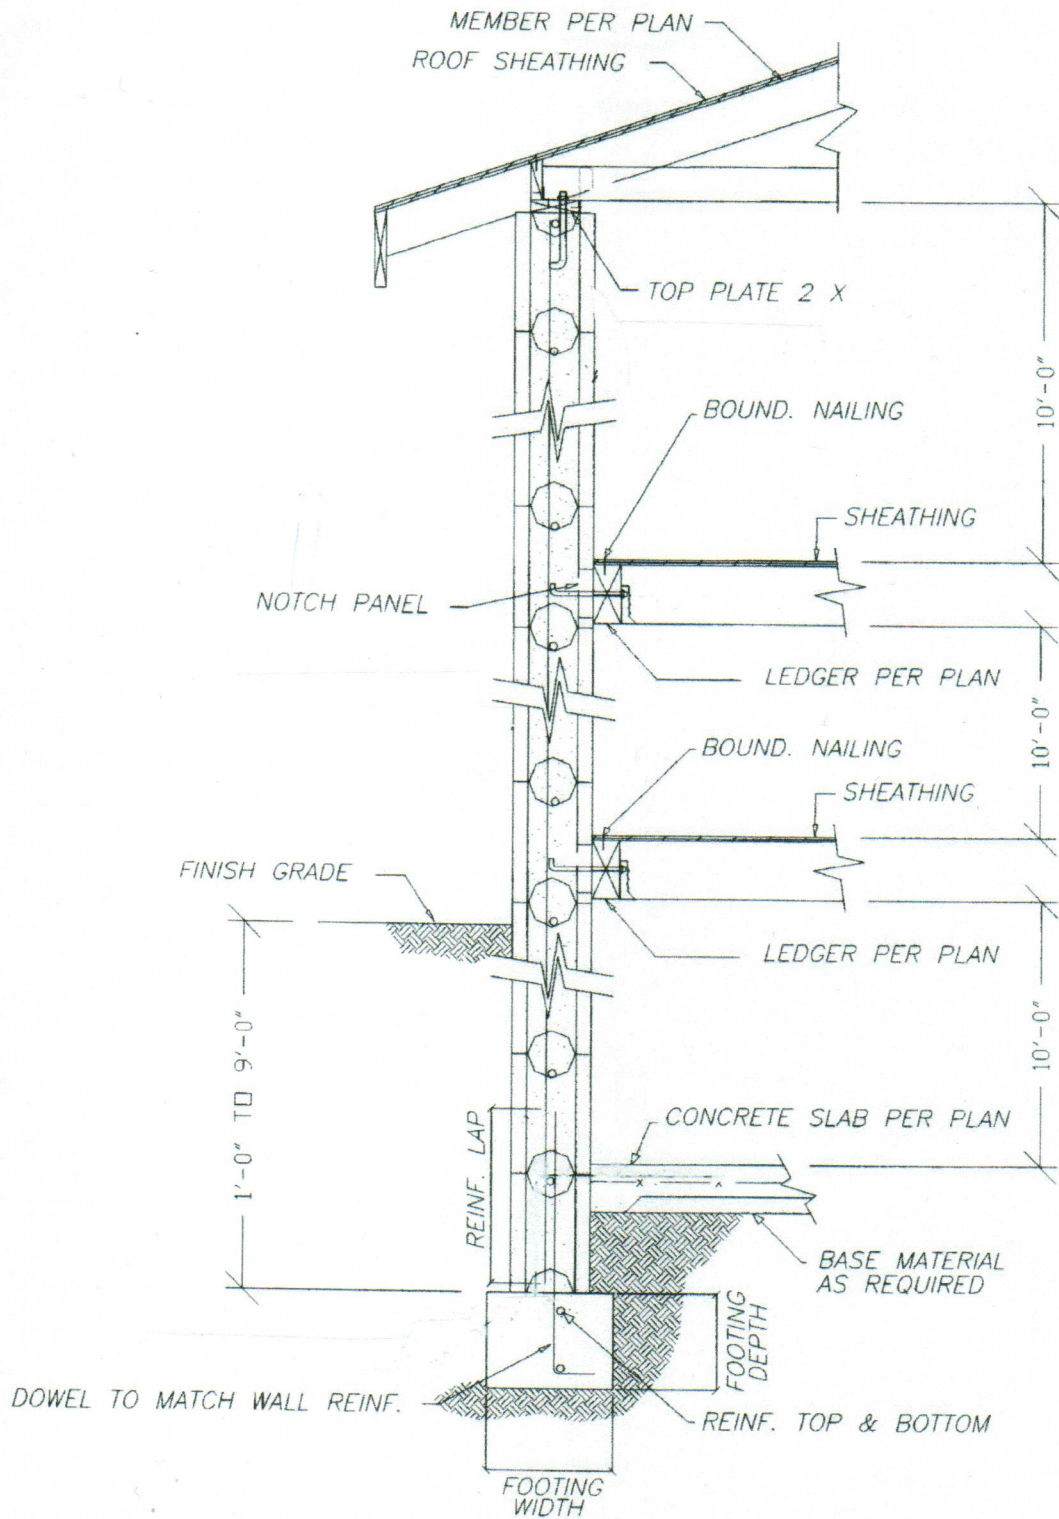 MEMBER PER PLAN
ROOF SHEATHING
TOP PLATE 2 X
10'-0"
BOUND. NAILING
SHEATHING
NOTCH PANEL
LEDGER PER PLAN
10'-0"
BOUND. NAILING
SHEATHING
FINISH GRADE
LEDGER PER PLAN
1'-0" TO 9'-0"
10'-0"
REINF. LAP
CONCRETE SLAB PER PLAN
BASE MATERIAL
AS REQUIRED
FOOTING
DEPTH
DOWEL TO MATCH WALL REINF.
REINF. TOP & BOTTOM
FOOTING
WIDTH